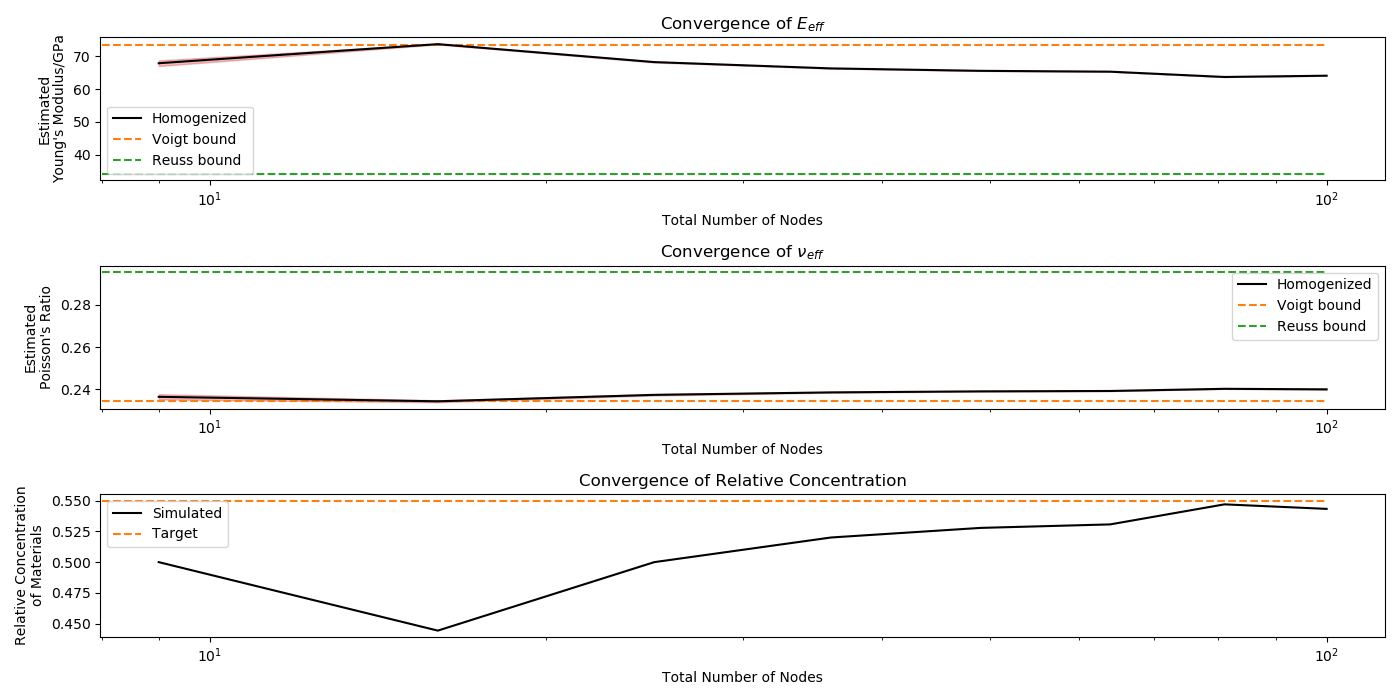 Convergence of E_eff
Estimated
Young's Modulus/GPa
70
60
50
40
Homogenized
Voigt bound
Reuss bound
10^1
10^2
Total Number of Nodes
Convergence of ν_eff
Estimated
Poisson's Ratio
0.28
0.26
0.24
Homogenized
Voigt bound
Reuss bound
10^1
10^2
Total Number of Nodes
Convergence of Relative Concentration
Relative Concentration
of Materials
0.550
0.525
0.500
0.475
0.450
Simulated
Target
10^1
10^2
Total Number of Nodes